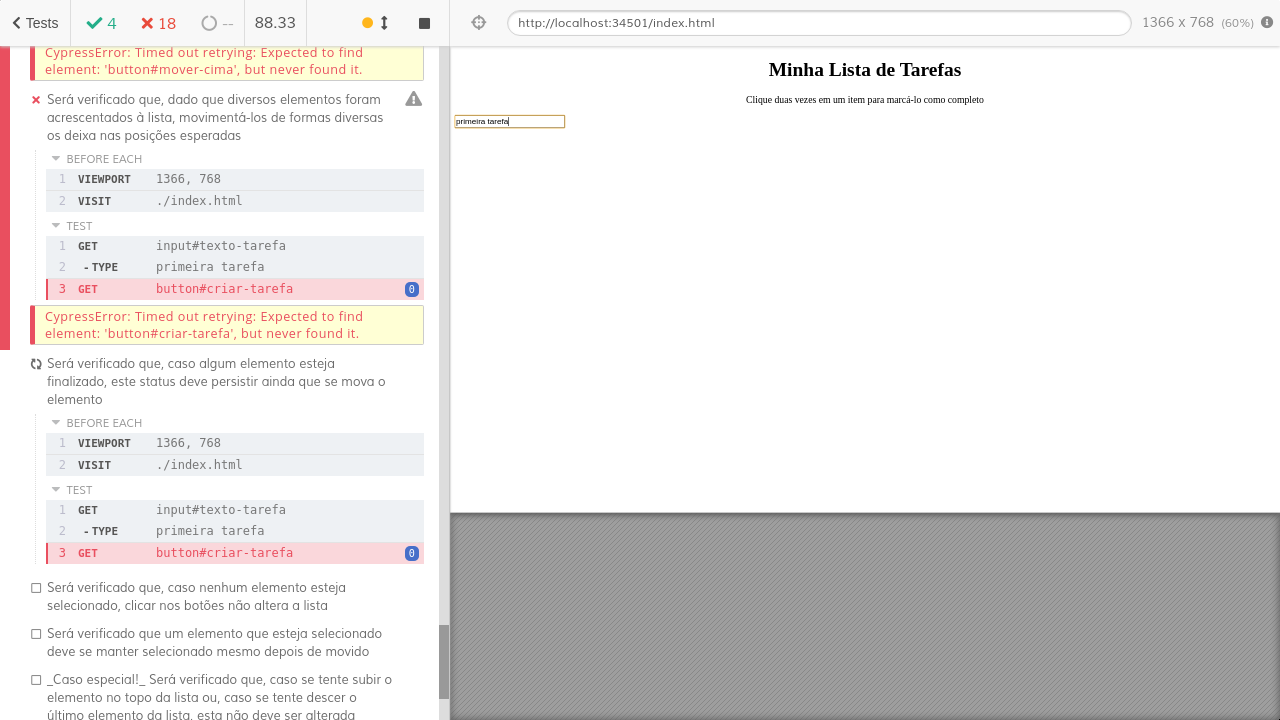 Tests
4
18
--
88.33
http://localhost:34501/index.html
1366 x 768 (60%)
CypressError: Timed out retrying: Expected to find
element: 'button#mover-cima', but never found it.
Será verificado que, dado que diversos elementos foram
acrescentados à lista, movimentá-los de formas diversas
os deixa nas posições esperadas
BEFORE EACH
1 VIEWPORT 1366, 768
2 VISIT ./index.html
TEST
1 GET input#texto-tarefa
2 -TYPE primeira tarefa
3 GET button#criar-tarefa 0
CypressError: Timed out retrying: Expected to find
element: 'button#criar-tarefa', but never found it.
Será verificado que, caso algum elemento esteja
finalizado, este status deve persistir ainda que se mova o
elemento
BEFORE EACH
1 VIEWPORT 1366, 768
2 VISIT ./index.html
TEST
1 GET input#texto-tarefa
2 -TYPE primeira tarefa
3 GET button#criar-tarefa 0
Será verificado que, caso nenhum elemento esteja
selecionado, clicar nos botões não altera a lista
Será verificado que um elemento que esteja selecionado
deve se manter selecionado mesmo depois de movido
_Caso especial!_ Será verificado que, caso se tente subir o
elemento no topo da lista ou, caso se tente descer o
último elemento da lista, esta não deve ser alterada
Minha Lista de Tarefas
Clique duas vezes em um item para marcá-lo como completo
primeira tarefa